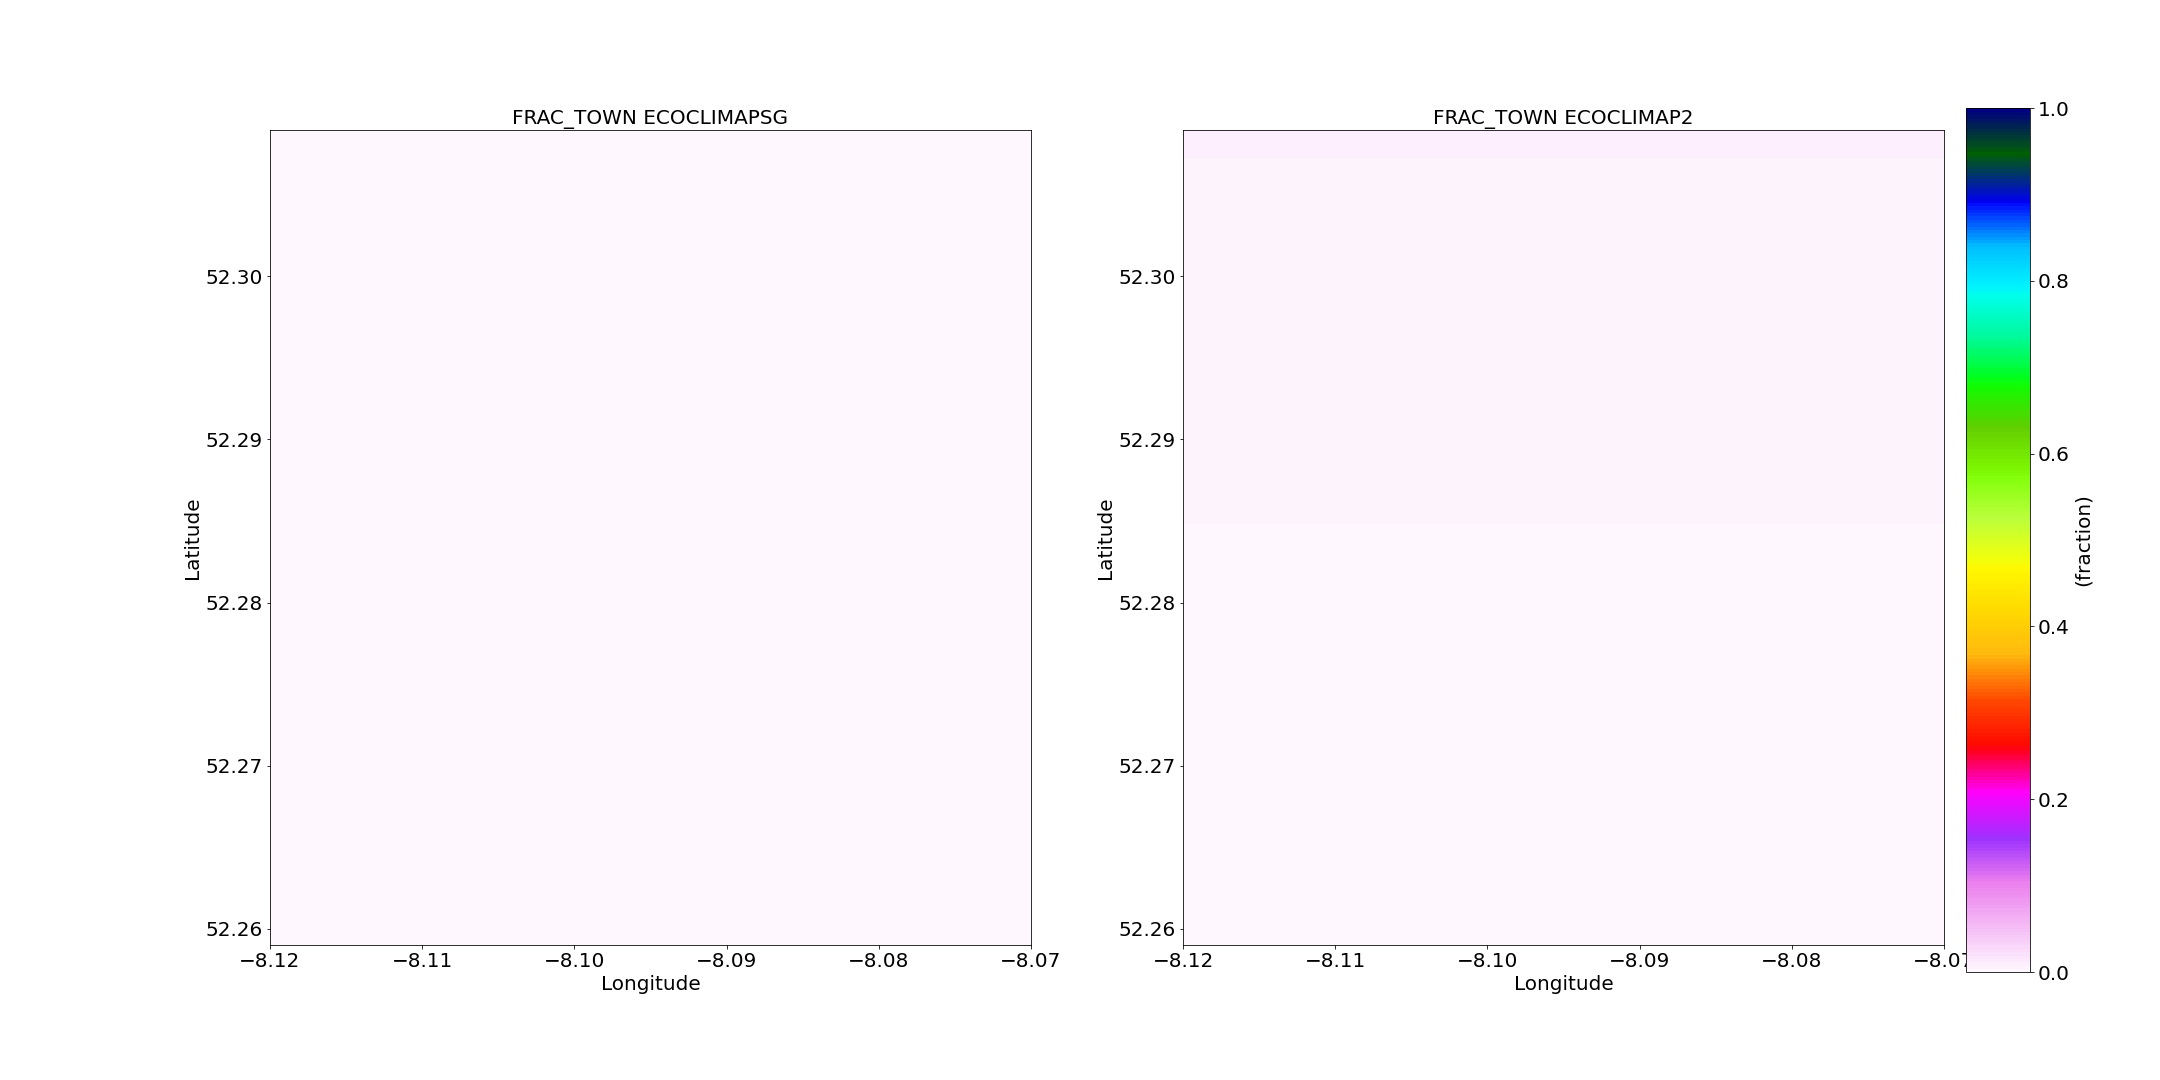 FRAC_TOWN ECOCLIMAPSG
52.30
52.29
52.28
52.27
52.26
Latitude
−8.12 −8.11 −8.10 −8.09 −8.08 −8.07
Longitude
FRAC_TOWN ECOCLIMAP2
52.30
52.29
52.28
52.27
52.26
Latitude
−8.12 −8.11 −8.10 −8.09 −8.08 −8.07
Longitude
1.0
0.8
0.6
0.4
0.2
0.0
(fraction)